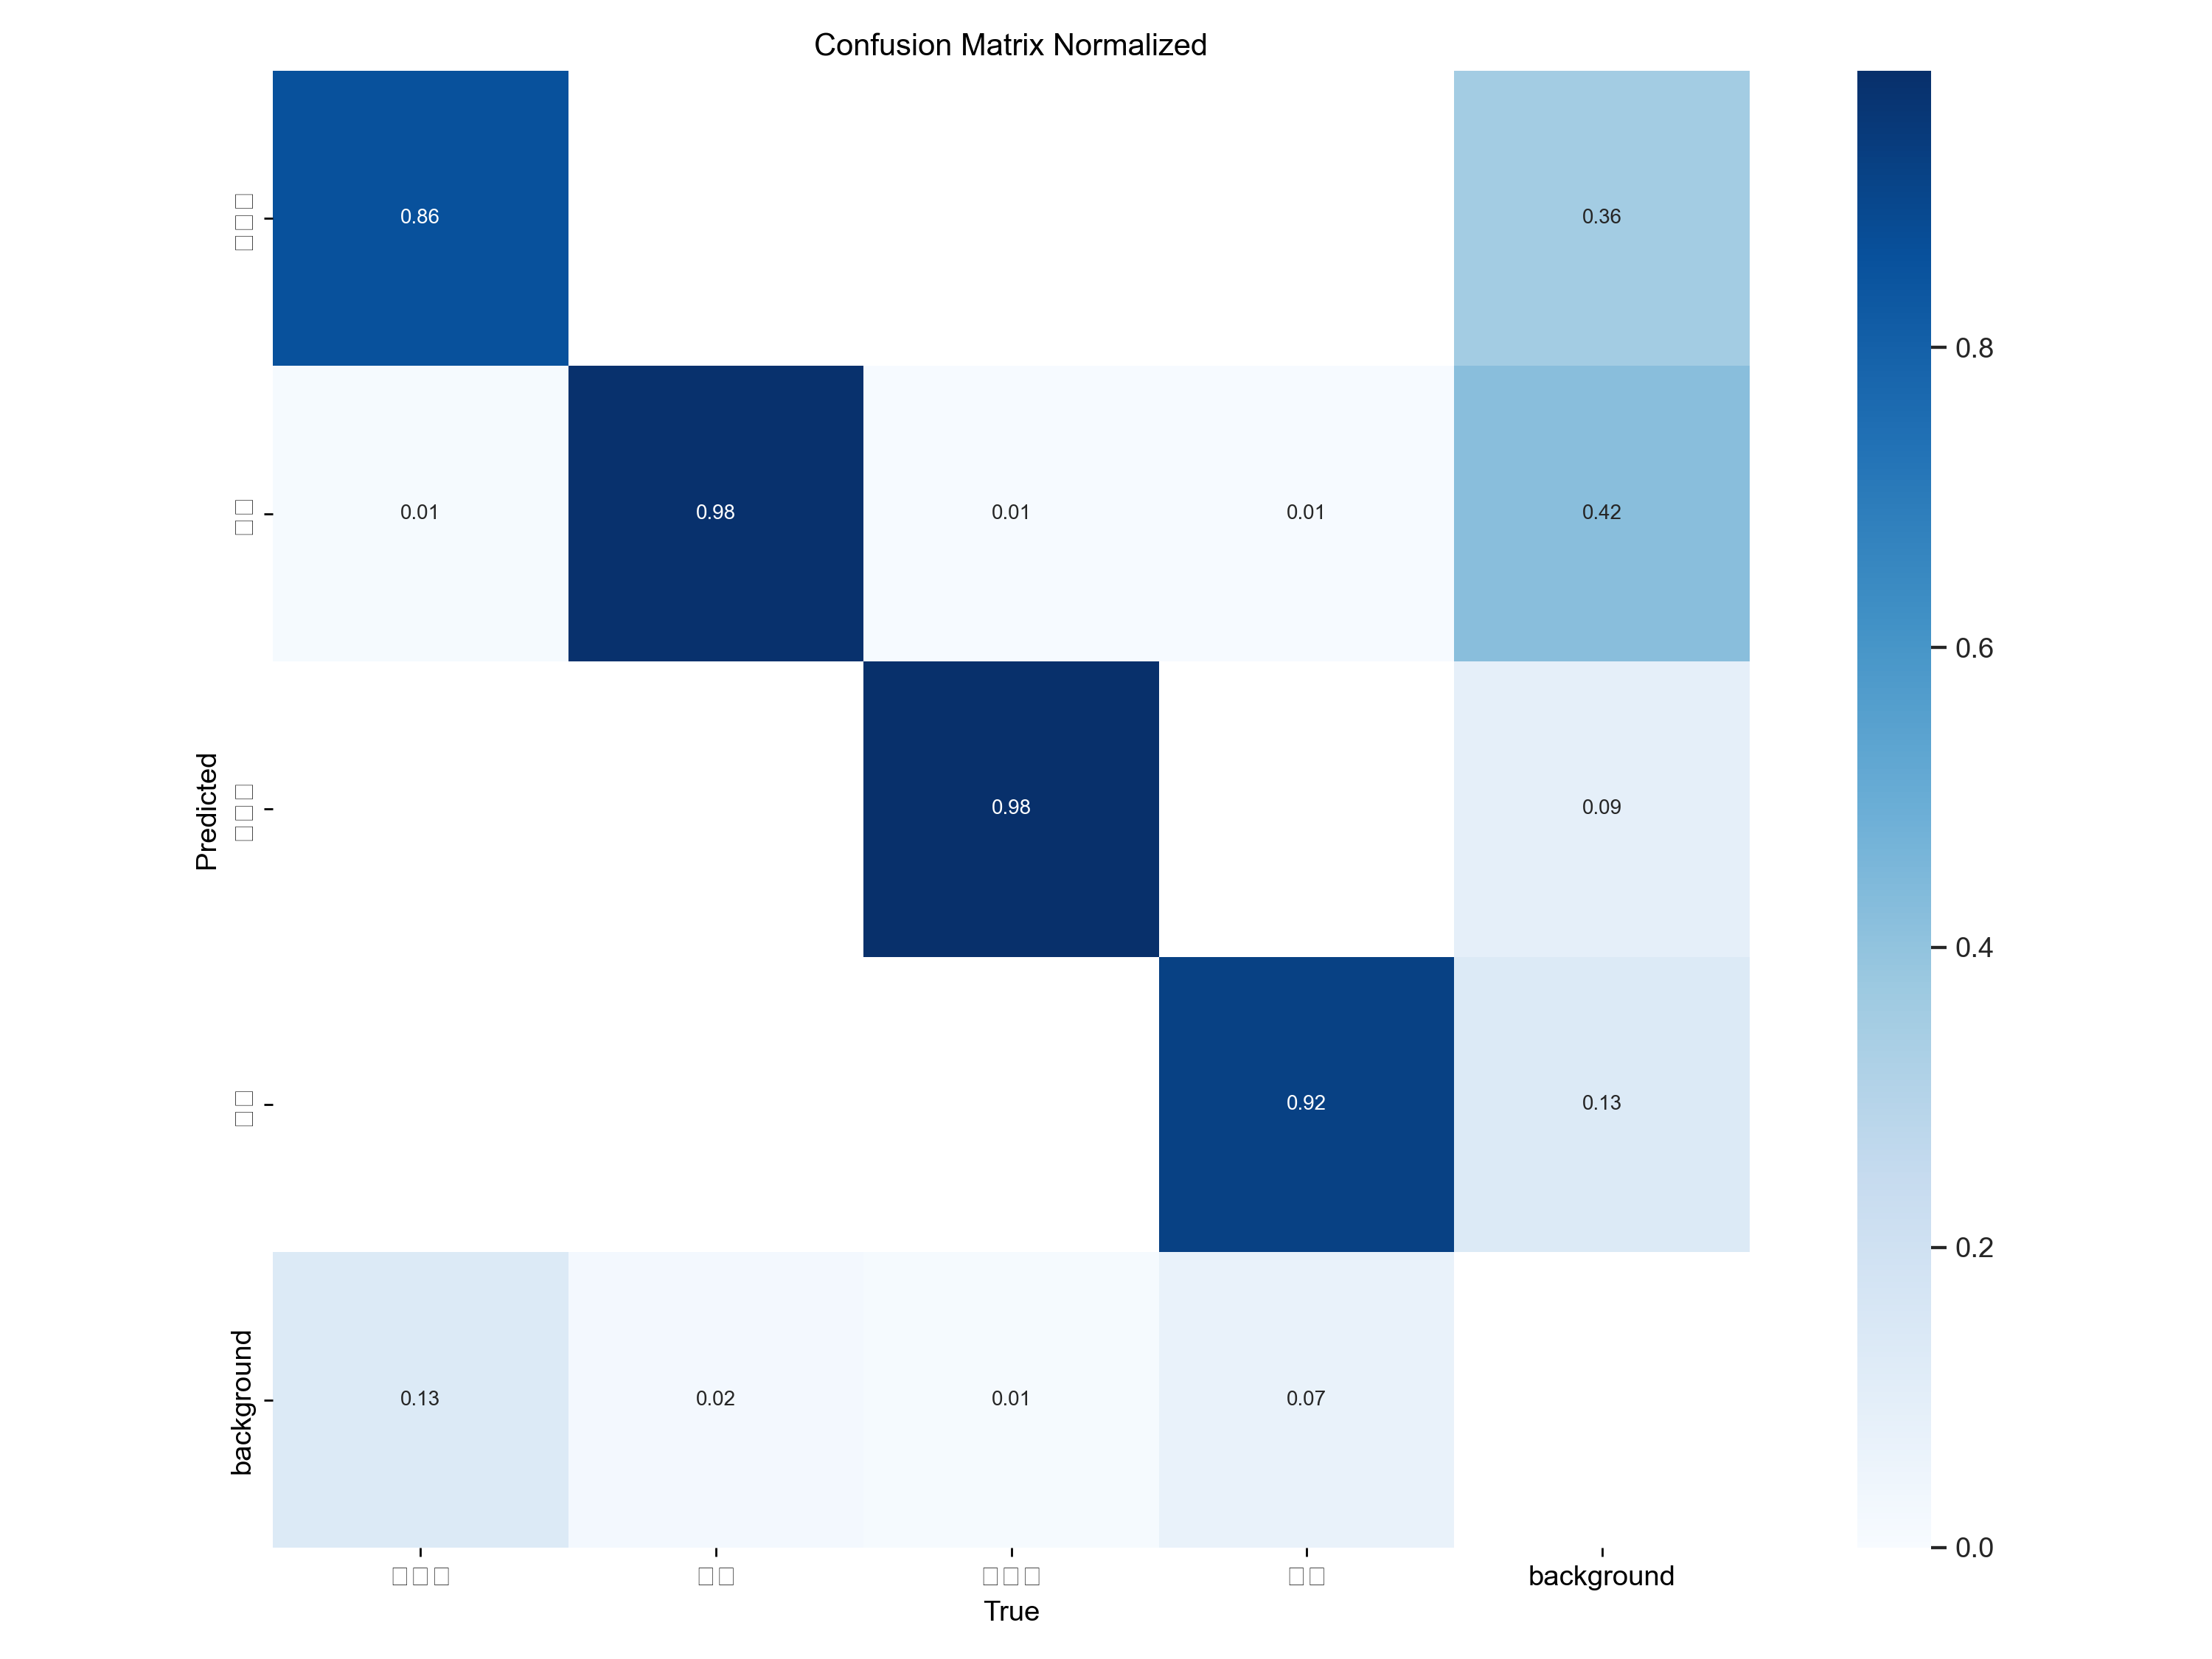 Confusion Matrix Normalized
0.86 0.36
0.01 0.98 0.01 0.01 0.42
0.98 0.09
0.92 0.13
0.13 0.02 0.01 0.07
Predicted
□□□
□□
□□□
□□
background
□□□ □□ □□□ □□ background
True
0.8
0.6
0.4
0.2
0.0